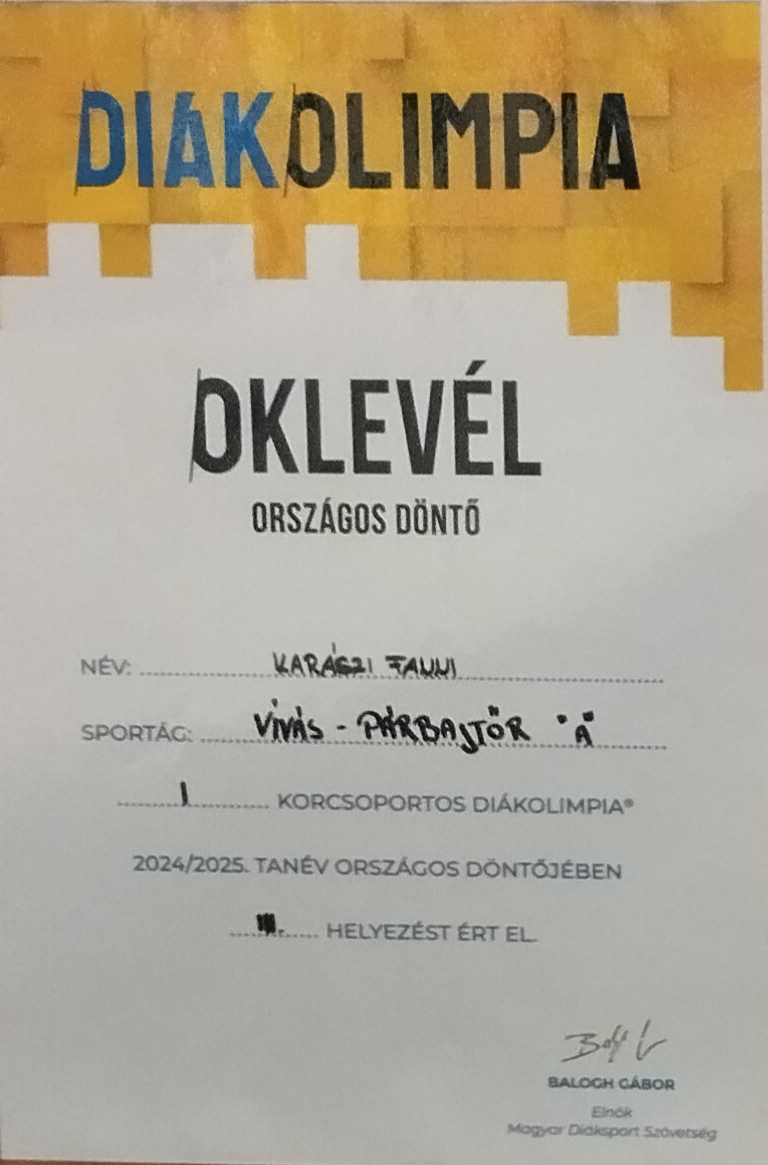 DIÁKOLIMPIA
OKLEVÉL
ORSZÁGOS DÖNTŐ
NÉV: KARÁSZI FANNI
SPORTÁG: VÍVÁS - PÁRBAJTŐR "A"
I KORCSOPORTOS DIÁKOLIMPIA®
2024/2025. TANÉV ORSZÁGOS DÖNTŐJÉBEN
III. HELYEZÉST ÉRT EL.
BALOGH GÁBOR
Elnök
Magyar Diáksport Szövetség